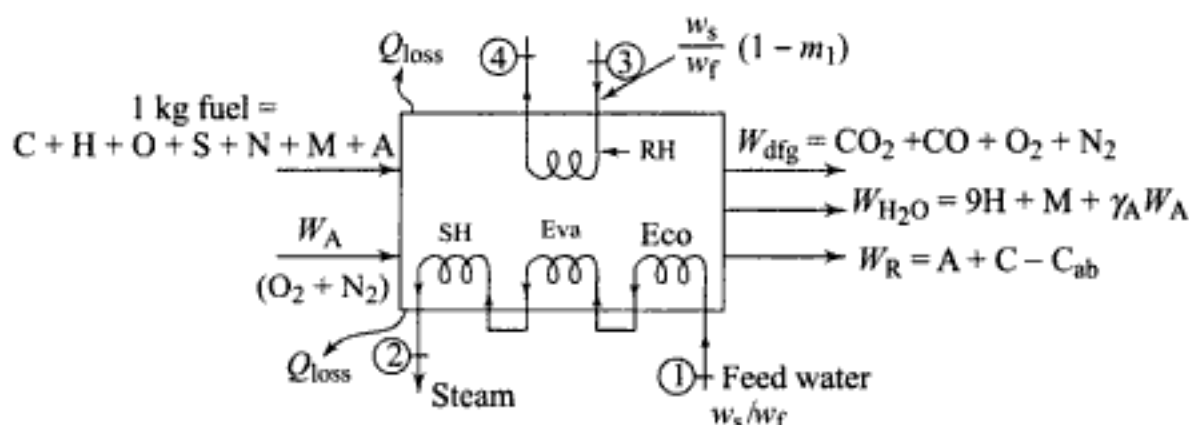 Q_loss
④
③
w_s/w_f (1 – m_1)
1 kg fuel =
C + H + O + S + N + M + A
RH
W_dfg = CO_2 +CO + O_2 + N_2
W_H_2O = 9H + M + γ_A W_A
W_A
(O_2 + N_2)
SH
Eva
Eco
W_R = A + C – C_ab
Q_loss
②
Steam
①
Feed water
w_s/w_f